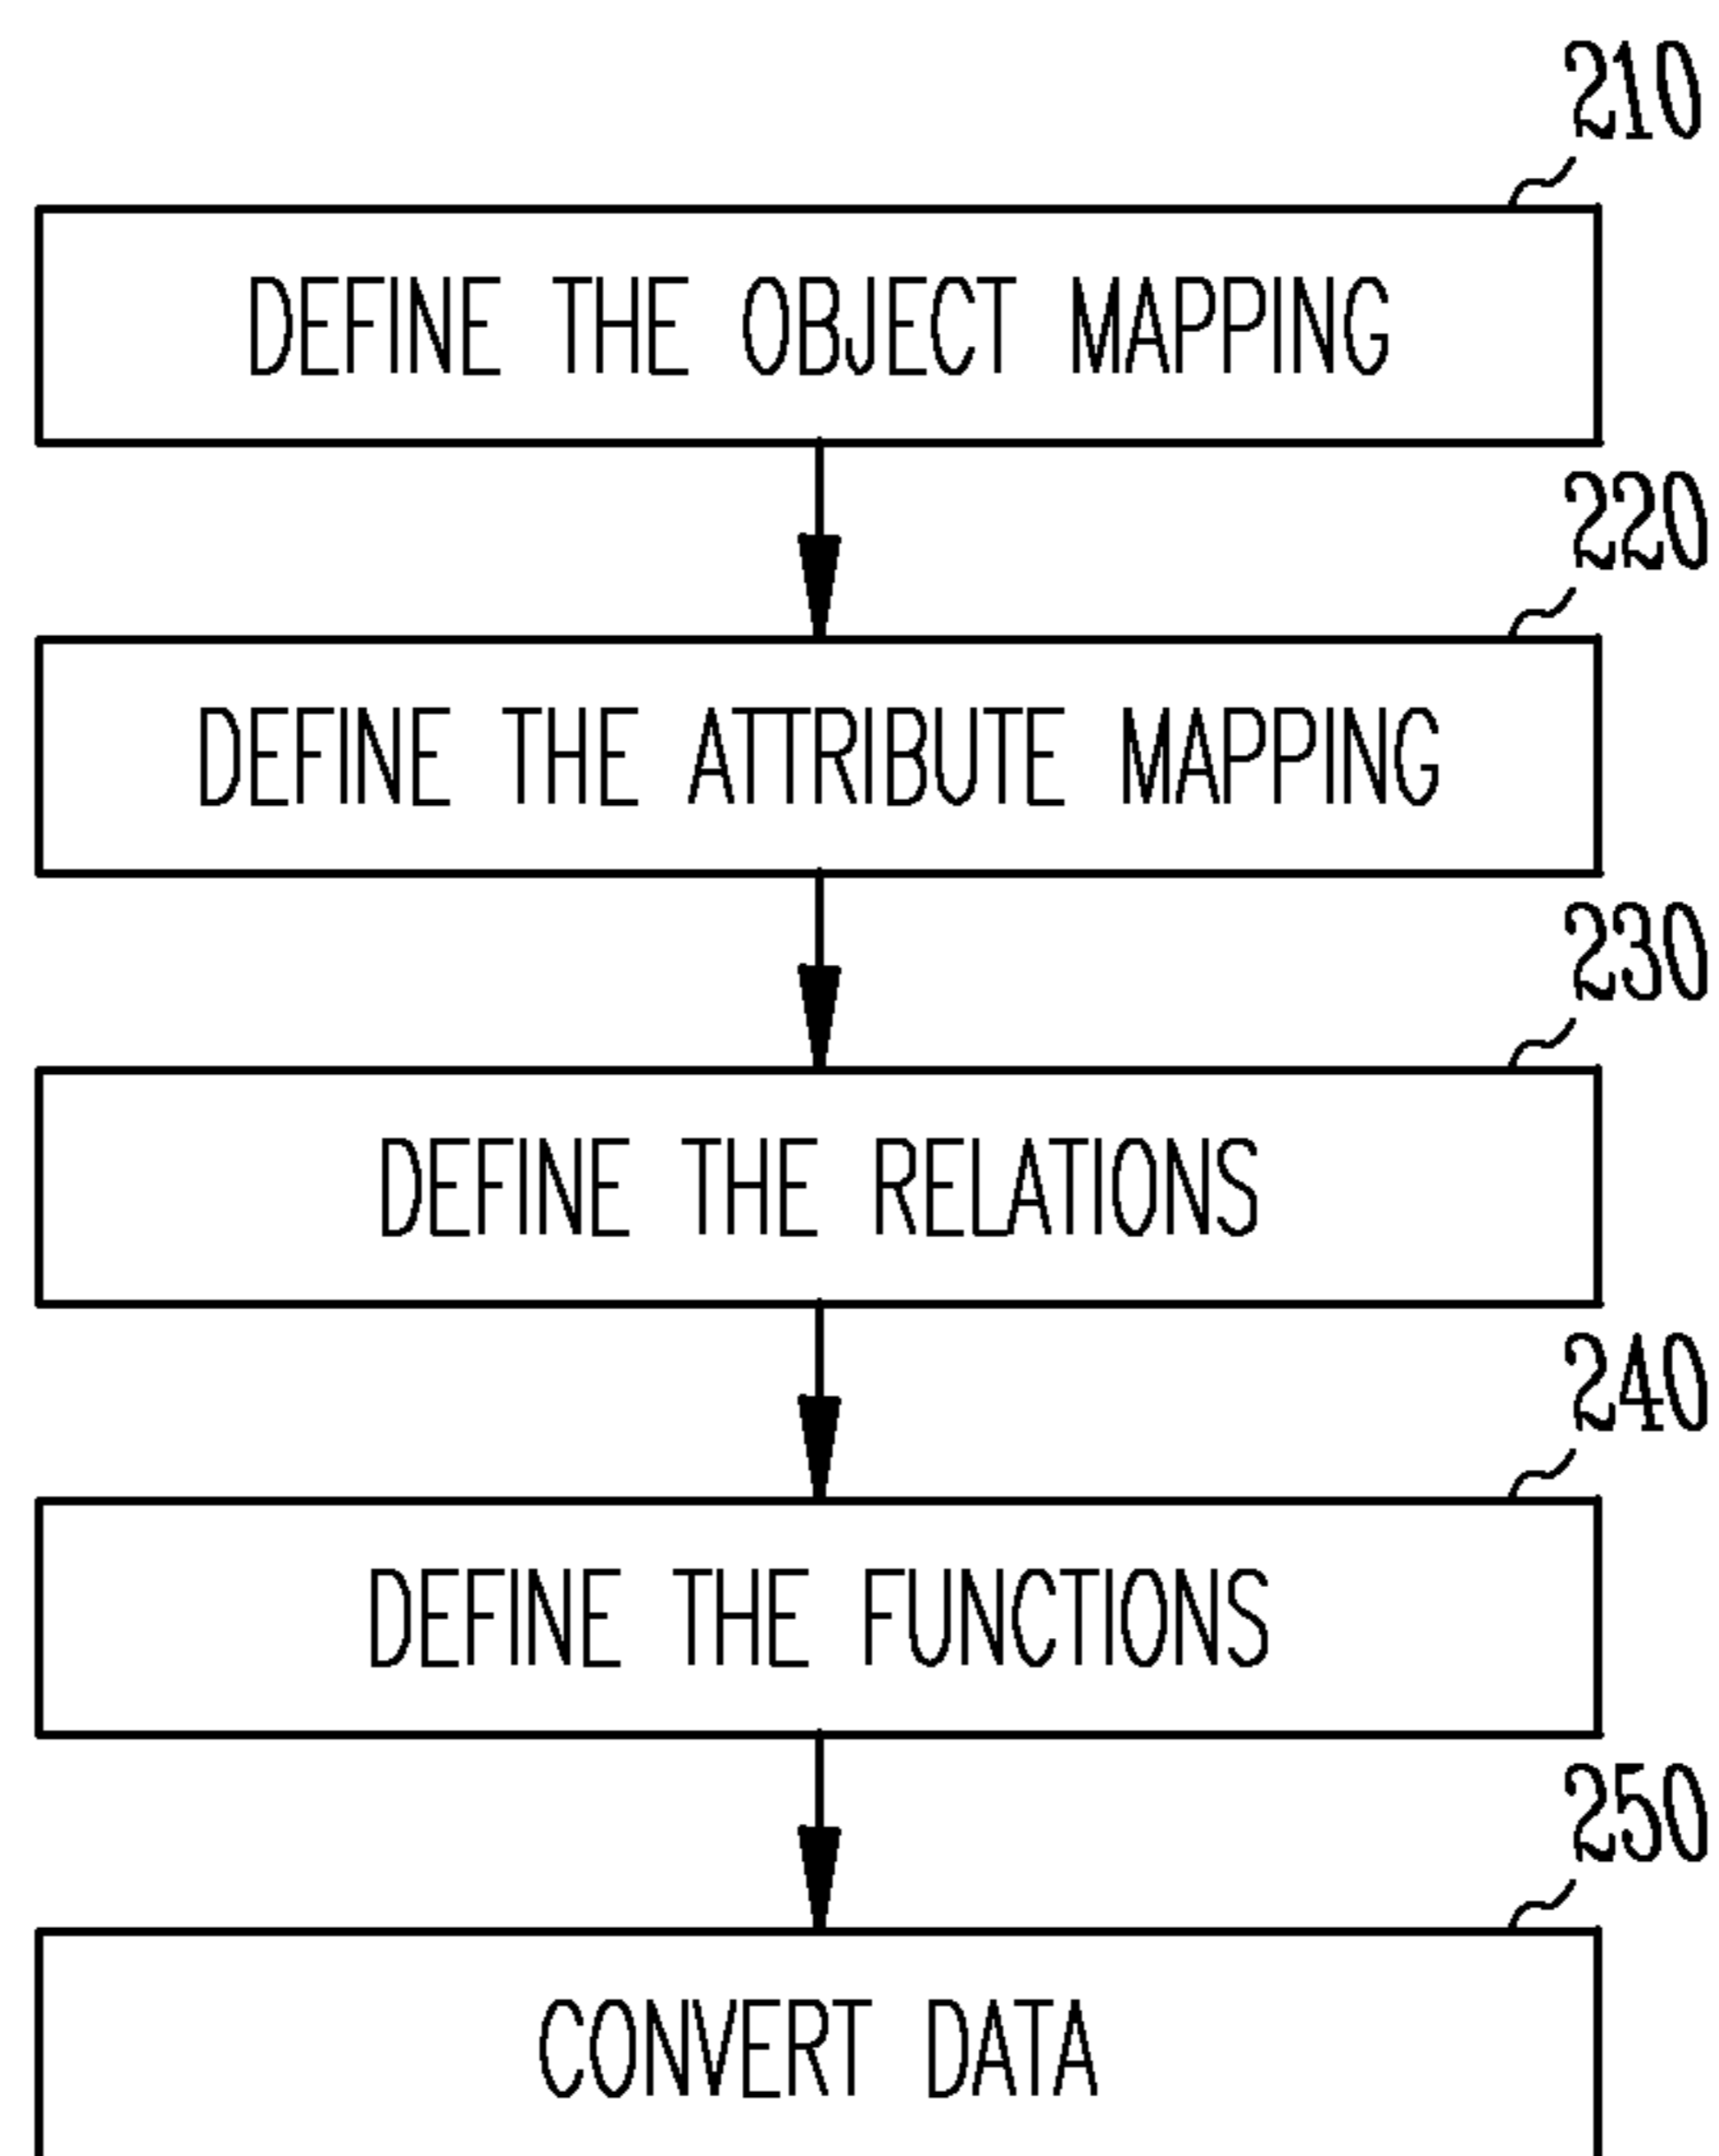 210
DEFINE THE OBJECT MAPPING
220
DEFINE THE ATTRIBUTE MAPPING
230
DEFINE THE RELATIONS
240
DEFINE THE FUNCTIONS
250
CONVERT DATA